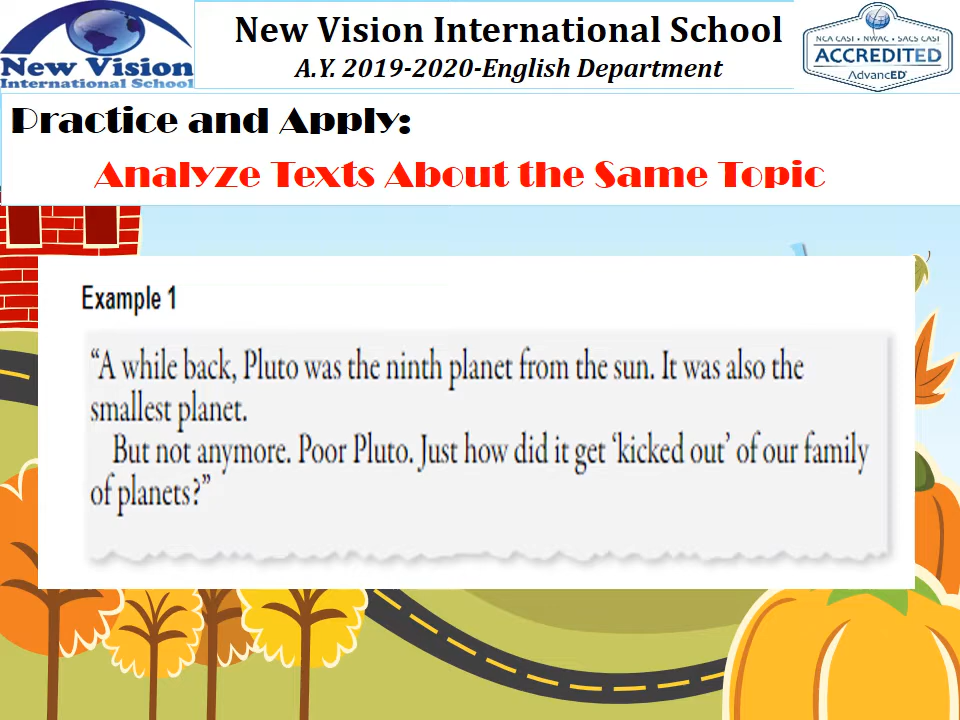 New Vision
International School
New Vision International School
A.Y. 2019-2020-English Department
NCA CASI • NWAC • SACS CASI
ACCREDITED
AdvancED®
Practice and Apply:
Analyze Texts About the Same Topic
Example 1
“A while back, Pluto was the ninth planet from the sun. It was also the
smallest planet.
But not anymore. Poor Pluto. Just how did it get ‘kicked out’ of our family
of planets?”